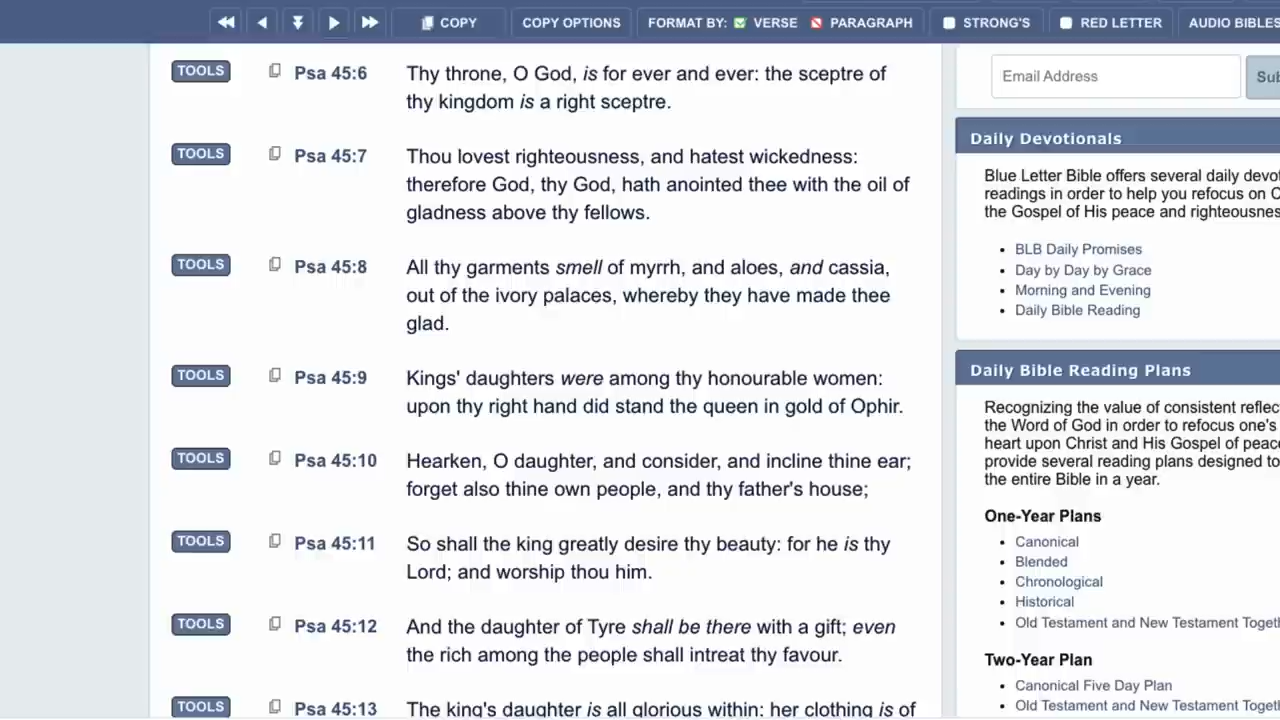 COPY COPY OPTIONS FORMAT BY: VERSE PARAGRAPH STRONG'S RED LETTER AUDIO BIBLES
TOOLS Psa 45:6 Thy throne, O God, is for ever and ever: the sceptre of
thy kingdom is a right sceptre.
TOOLS Psa 45:7 Thou lovest righteousness, and hatest wickedness:
therefore God, thy God, hath anointed thee with the oil of
gladness above thy fellows.
TOOLS Psa 45:8 All thy garments smell of myrrh, and aloes, and cassia,
out of the ivory palaces, whereby they have made thee
glad.
TOOLS Psa 45:9 Kings' daughters were among thy honourable women:
upon thy right hand did stand the queen in gold of Ophir.
TOOLS Psa 45:10 Hearken, O daughter, and consider, and incline thine ear;
forget also thine own people, and thy father's house;
TOOLS Psa 45:11 So shall the king greatly desire thy beauty: for he is thy
Lord; and worship thou him.
TOOLS Psa 45:12 And the daughter of Tyre shall be there with a gift; even
the rich among the people shall intreat thy favour.
TOOLS Psa 45:13 The king's daughter is all glorious within: her clothing is of
Email Address Sub
Daily Devotionals
Blue Letter Bible offers several daily devot
readings in order to help you refocus on C
the Gospel of His peace and righteousnes
BLB Daily Promises
Day by Day by Grace
Morning and Evening
Daily Bible Reading
Daily Bible Reading Plans
Recognizing the value of consistent reflec
the Word of God in order to refocus one's
heart upon Christ and His Gospel of peace
provide several reading plans designed to
the entire Bible in a year.
One-Year Plans
Canonical
Blended
Chronological
Historical
Old Testament and New Testament Togeth
Two-Year Plan
Canonical Five Day Plan
Old Testament and New Testament Togeth